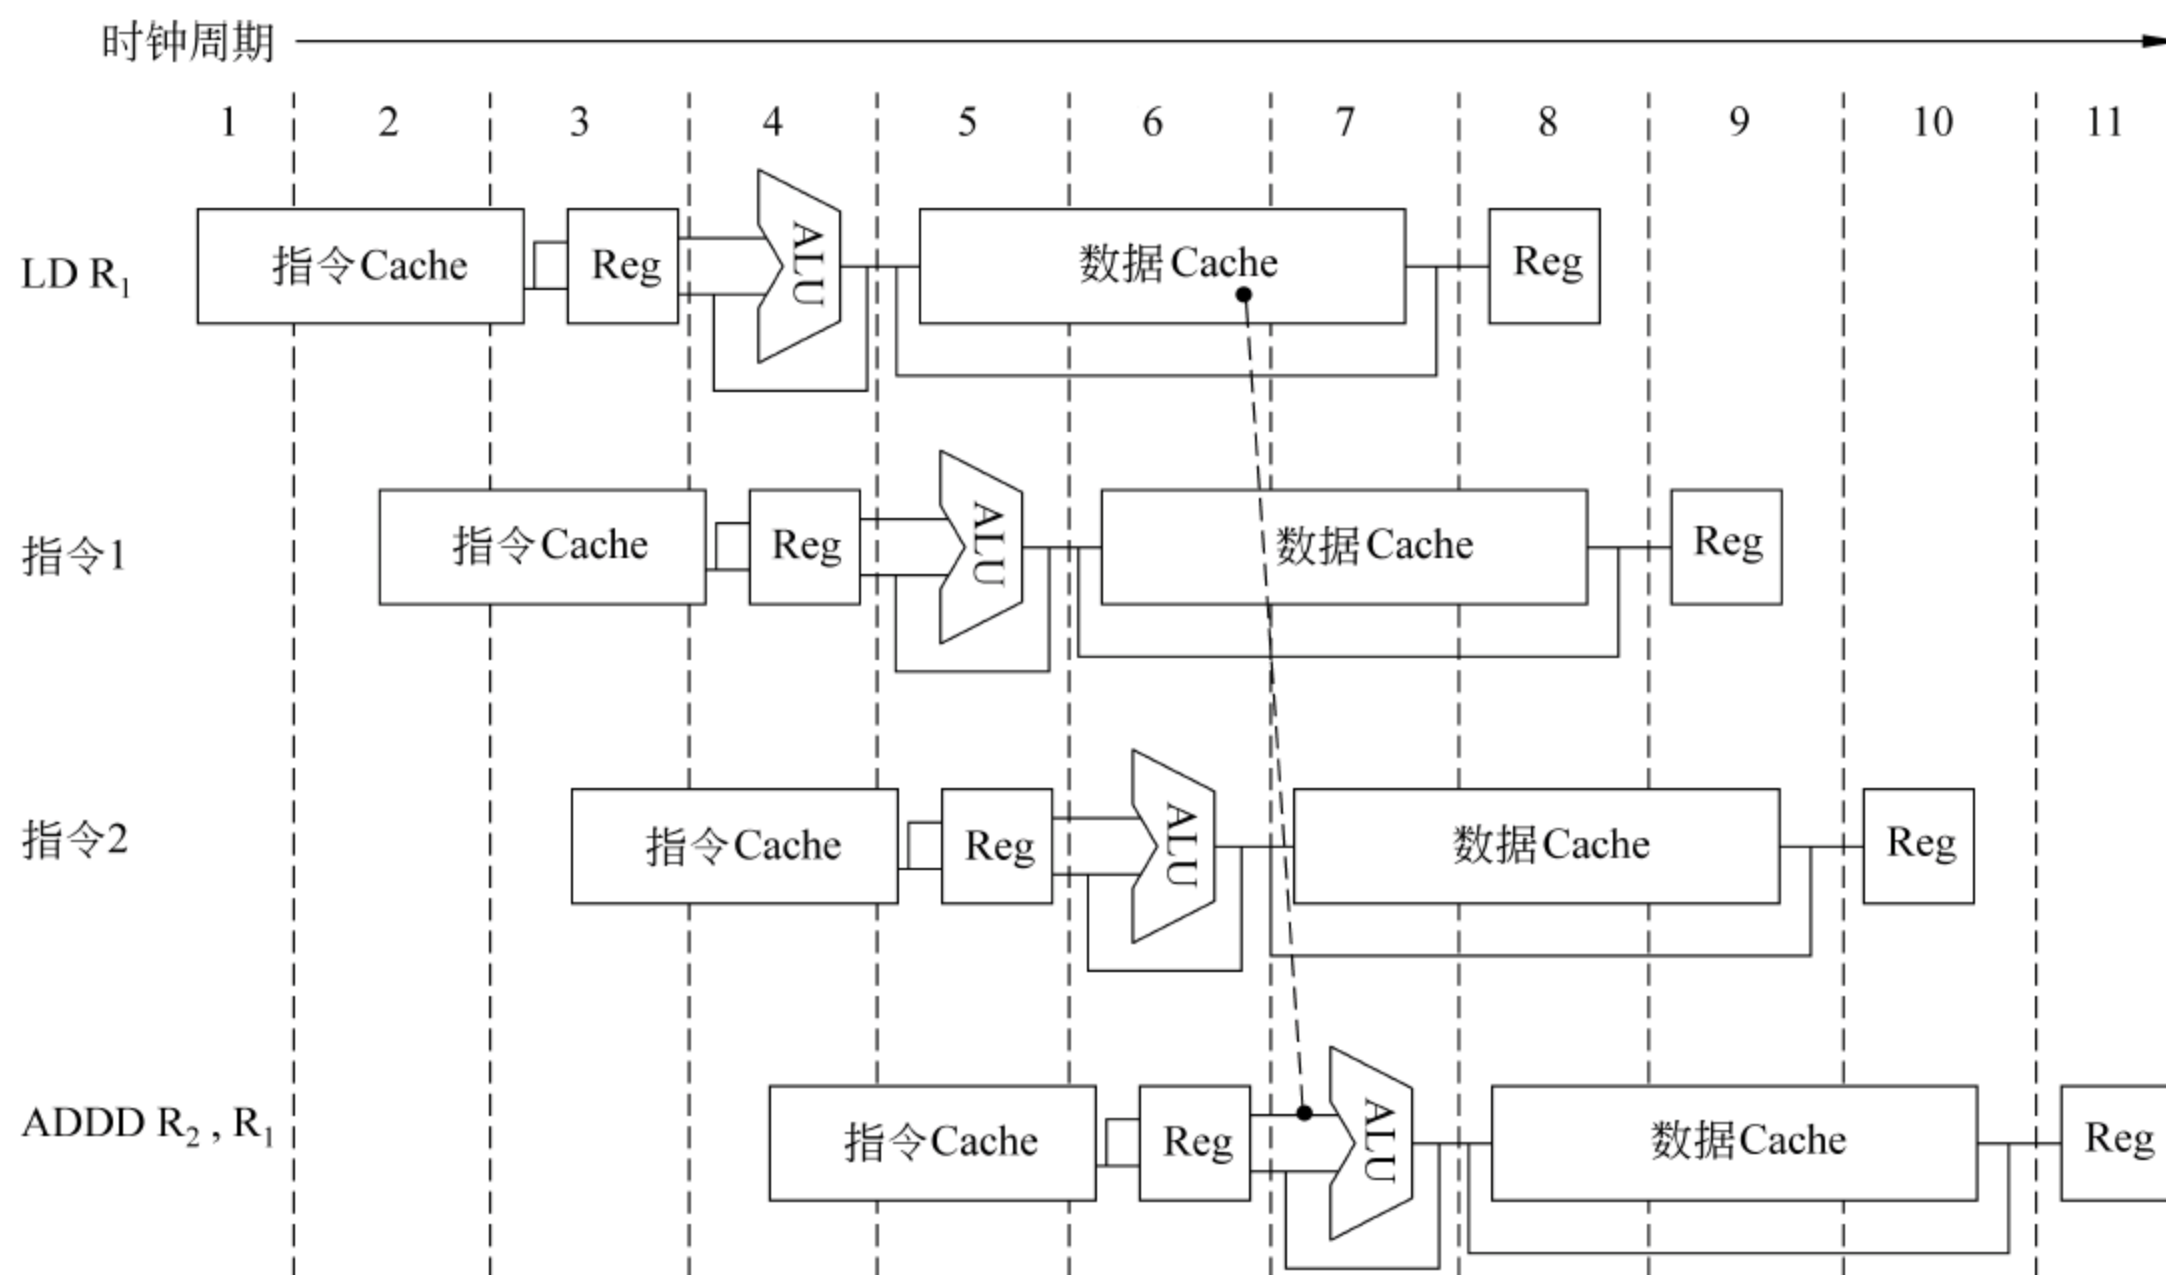 时钟周期
1 2 3 4 5 6 7 8 9 10 11
LD R₁ 指令Cache Reg ALU 数据Cache Reg
指令1 指令Cache Reg ALU 数据Cache Reg
指令2 指令Cache Reg ALU 数据Cache Reg
ADDD R₂ , R₁ 指令Cache Reg ALU 数据Cache Reg